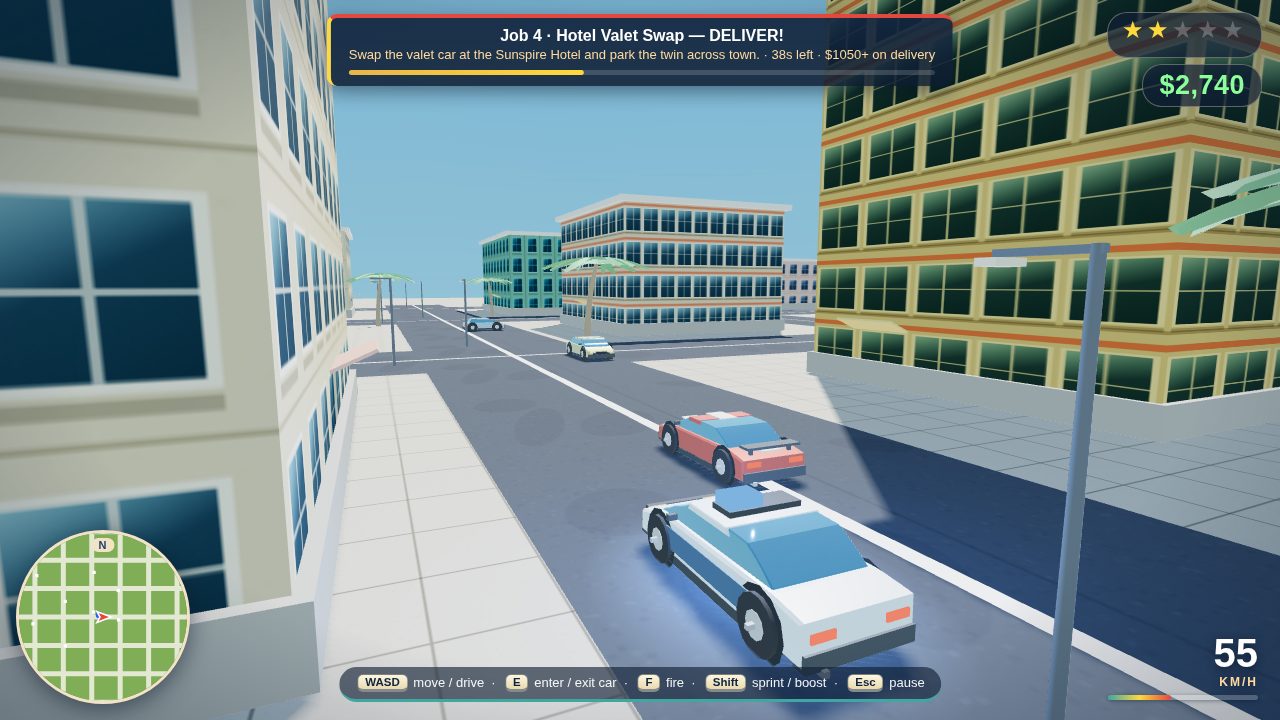 Job 4 · Hotel Valet Swap — DELIVER!
Swap the valet car at the Sunspire Hotel and park the twin across town. · 38s left · $1050+ on delivery
$2,740
N
55
KM/H
WASD move / drive · E enter / exit car · F fire · Shift sprint / boost · Esc pause